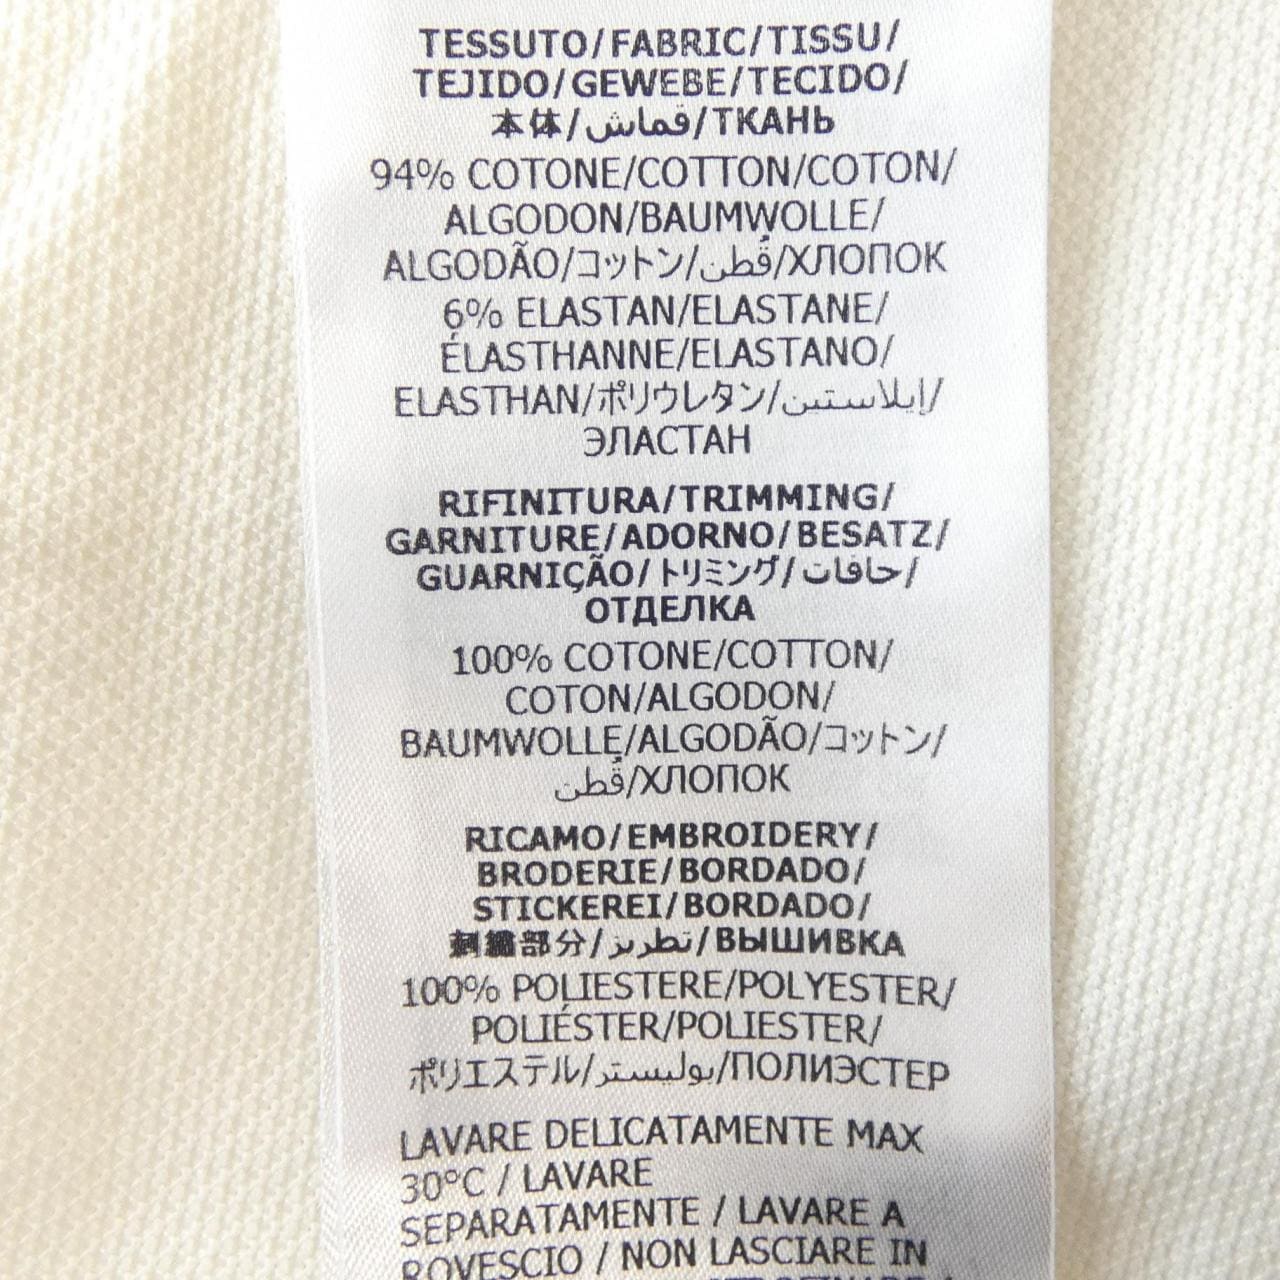 TESSUTO/FABRIC/TISSU/
TEJIDO/GEWEBE/TECIDO/
本体/قماش/ТКАНЬ
94% COTONE/COTTON/COTON/
ALGODON/BAUMWOLLE/
ALGODÃO/コットン/قُطن/ХЛОПОК
6% ELASTAN/ELASTANE/
ÉLASTHANNE/ELASTANO/
ELASTHAN/ポリウレタン/إيلاستين/
ЭЛАСТАН
RIFINITURA/TRIMMING/
GARNITURE/ADORNO/BESATZ/
GUARNIÇÃO/トリミング/حافات/
ОТДЕЛКА
100% COTONE/COTTON/
COTON/ALGODON/
BAUMWOLLE/ALGODÃO/コットン/
قُطن/ХЛОПОК
RICAMO/EMBROIDERY/
BRODERIE/BORDADO/
STICKEREI/BORDADO/
刺繍部分/تطريز/ВЫШИВКА
100% POLIESTERE/POLYESTER/
POLIÉSTER/POLIESTER/
ポリエステル/بوليستر/ПОЛИЭСТЕР
LAVARE DELICATAMENTE MAX
30°C / LAVARE
SEPARATAMENTE / LAVARE A
ROVESCIO / NON LASCIARE IN